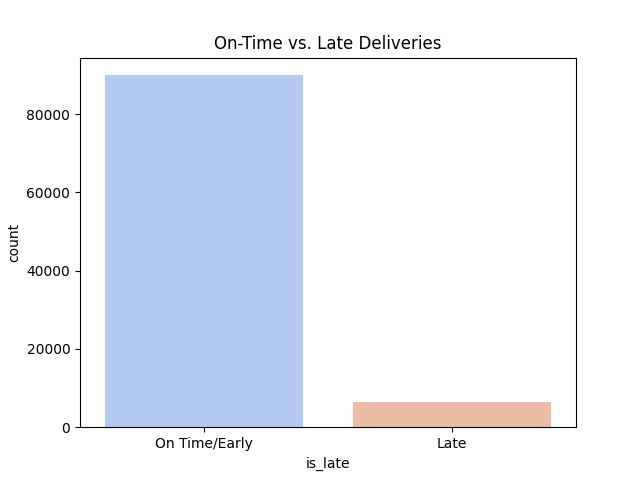 On-Time vs. Late Deliveries
80000
60000
40000
20000
0
count
On Time/Early
Late
is_late